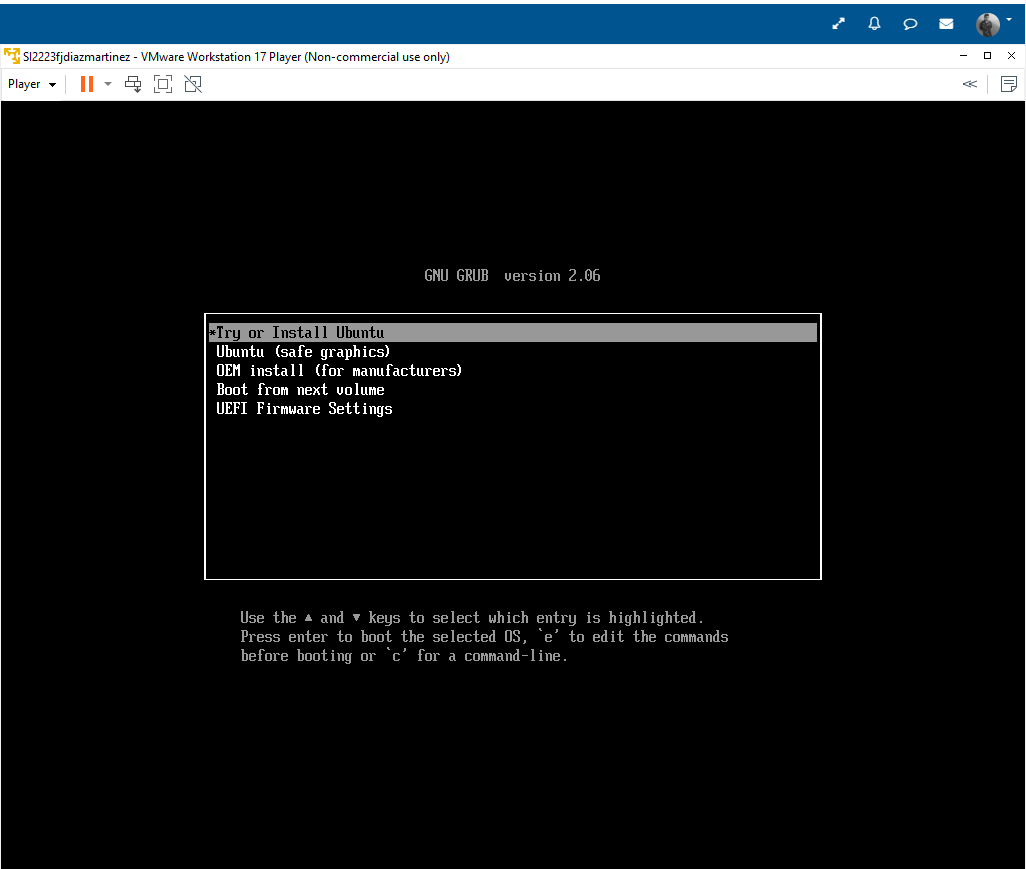 SI2223fjdiazmartinez - VMware Workstation 17 Player (Non-commercial use only)
Player
GNU GRUB  version 2.06
*Try or Install Ubuntu
Ubuntu (safe graphics)
OEM install (for manufacturers)
Boot from next volume
UEFI Firmware Settings
Use the ▲ and ▼ keys to select which entry is highlighted.
Press enter to boot the selected OS, `e' to edit the commands
before booting or `c' for a command-line.